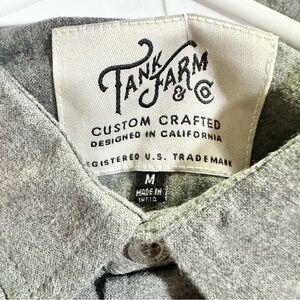 TANK FARM
& CO
CUSTOM CRAFTED
DESIGNED IN CALIFORNIA
REGISTERED U.S. TRADEMARK
M
MADE IN
INDIA